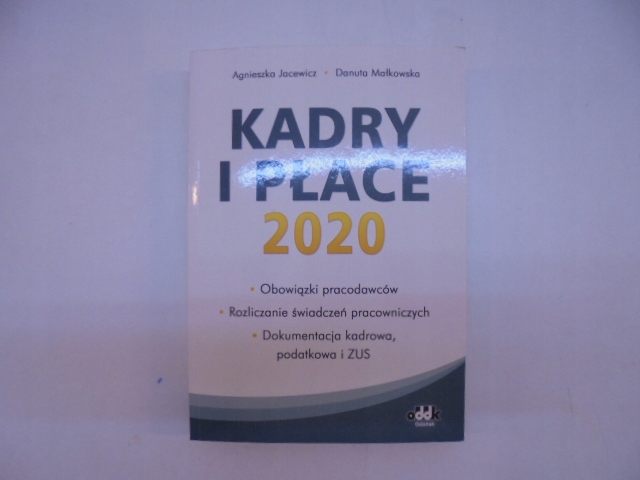 Agnieszka Jacewicz • Danuta Małkowska
KADRY
I PŁACE
2020
• Obowiązki pracodawców
• Rozliczanie świadczeń pracowniczych
• Dokumentacja kadrowa,
podatkowa i ZUS
oddk